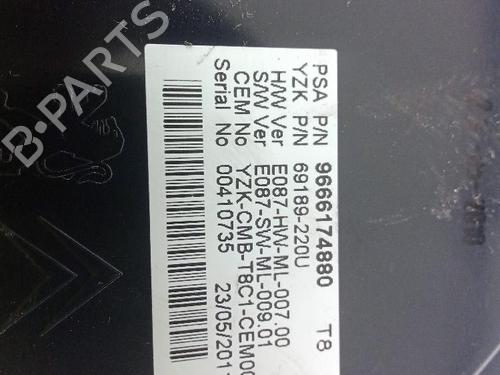 B-PARTS
PSA P/N 9666174880 T8
YZK P/N 69189-220U
H/W Ver E087-HW-ML-007.00
S/W Ver E087-SW-ML-009.01
CEM No YZK-CMB-T8C1-CEM00
Serial No 00410735 23/05/201